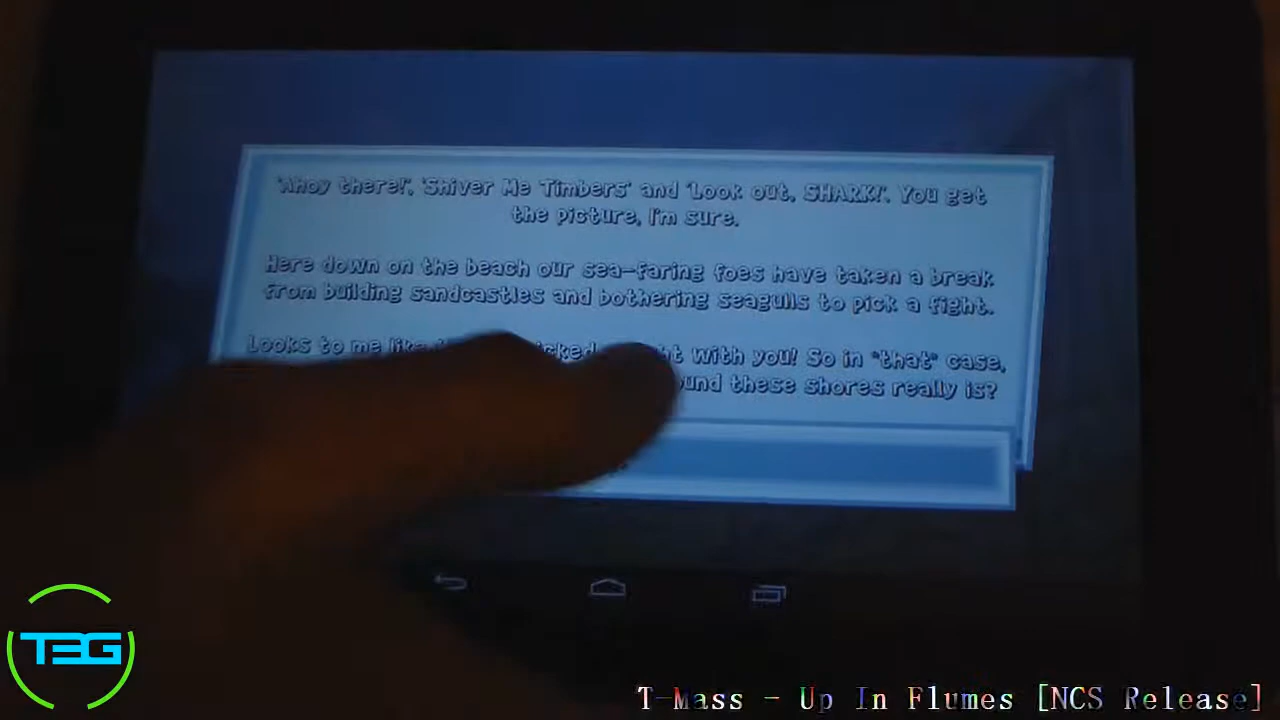 'Ahoy there!', 'Shiver Me Timbers' and 'Look out, SHARK!'. You get
the picture, I'm sure.
Here down on the beach our sea-faring foes have taken a break
from building sandcastles and bothering seagulls to pick a fight.
Looks to me with you! So in *that* case,
these shores really is?
TBG
T-Mass - Up In Flumes [NCS Release]